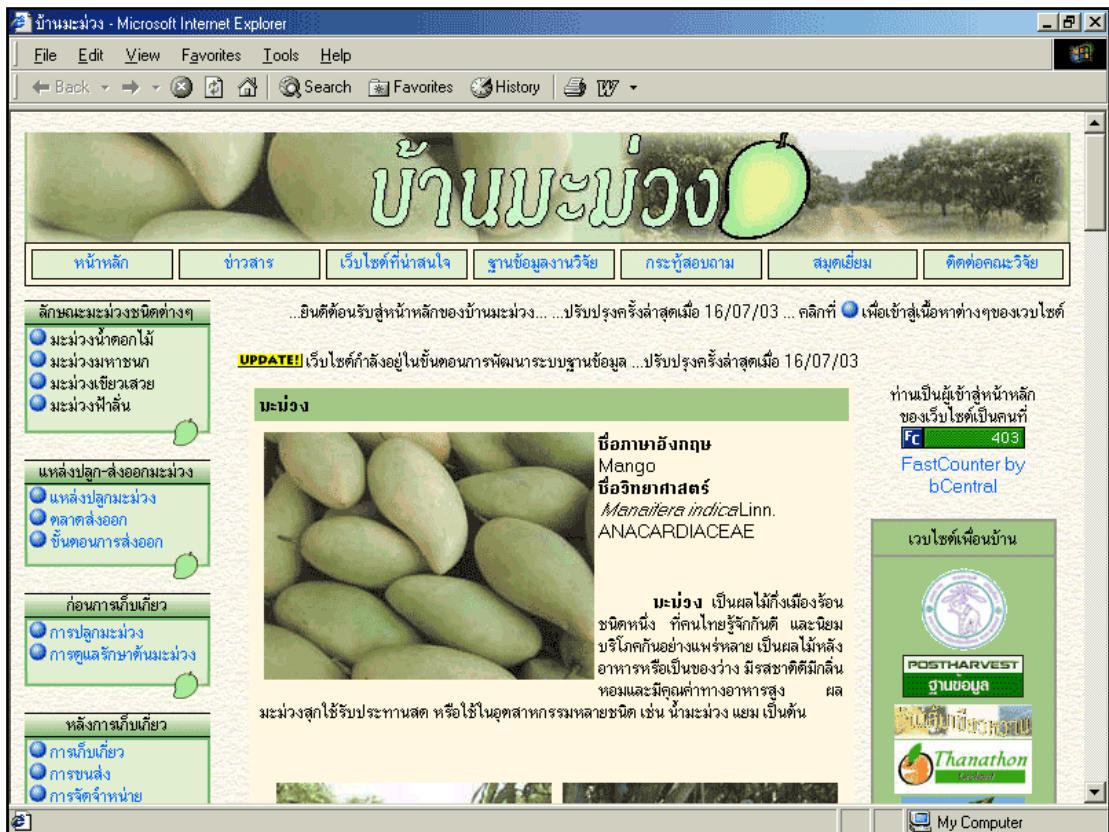 บ้านมะม่วง - Microsoft Internet Explorer
File Edit View Favorites Tools Help
Back Search Favorites History
บ้านมะม่วง
หน้าหลัก ข่าวสาร เว็บไซต์ที่น่าสนใจ ฐานข้อมูลงานวิจัย กระทู้สอบถาม สมุดเยี่ยม ติดต่อคณะวิจัย
ลักษณะมะม่วงชนิดต่างๆ
มะม่วงน้ำดอกไม้
มะม่วงมหาชนก
มะม่วงเขียวเสวย
มะม่วงฟ้าลั่น
แหล่งปลูก-ส่งออกมะม่วง
แหล่งปลูกมะม่วง
ตลาดส่งออก
ขั้นตอนการส่งออก
ก่อนการเก็บเกี่ยว
การปลูกมะม่วง
การดูแลรักษาต้นมะม่วง
หลังการเก็บเกี่ยว
การเก็บเกี่ยว
การขนส่ง
การจัดจำหน่าย
...ยินดีต้อนรับสู่หน้าหลักของบ้านมะม่วง... ...ปรับปรุงครั้งล่าสุดเมื่อ 16/07/03 ... คลิกที่ เพื่อเข้าสู่เนื้อหาต่างๆของเวบไซต์
UPDATE! เว็บไซต์กำลังอยู่ในขั้นตอนการพัฒนาระบบฐานข้อมูล ...ปรับปรุงครั้งล่าสุดเมื่อ 16/07/03
มะม่วง
ชื่อภาษาอังกฤษ
Mango
ชื่อวิทยาศาสตร์
Mangifera indicaLinn.
ANACARDIACEAE
มะม่วง เป็นผลไม้กึ่งเมืองร้อน
ชนิดหนึ่ง ที่คนไทยรู้จักกันดี และนิยม
บริโภคกันอย่างแพร่หลาย เป็นผลไม้หลัง
อาหารหรือเป็นของว่าง มีรสชาติดีมีกลิ่น
หอมและมีคุณค่าทางอาหารสูง ผล
มะม่วงสุกใช้รับประทานสด หรือใช้ในอุตสาหกรรมหลายชนิด เช่น น้ำมะม่วง แยม เป็นต้น
ท่านเป็นผู้เข้าสู่หน้าหลัก
ของเว็บไซต์เป็นคนที่
FC 403
FastCounter by
bCentral
เวบไซต์เพื่อนบ้าน
POSTHARVEST
ฐานข้อมูล
Thanathon
My Computer